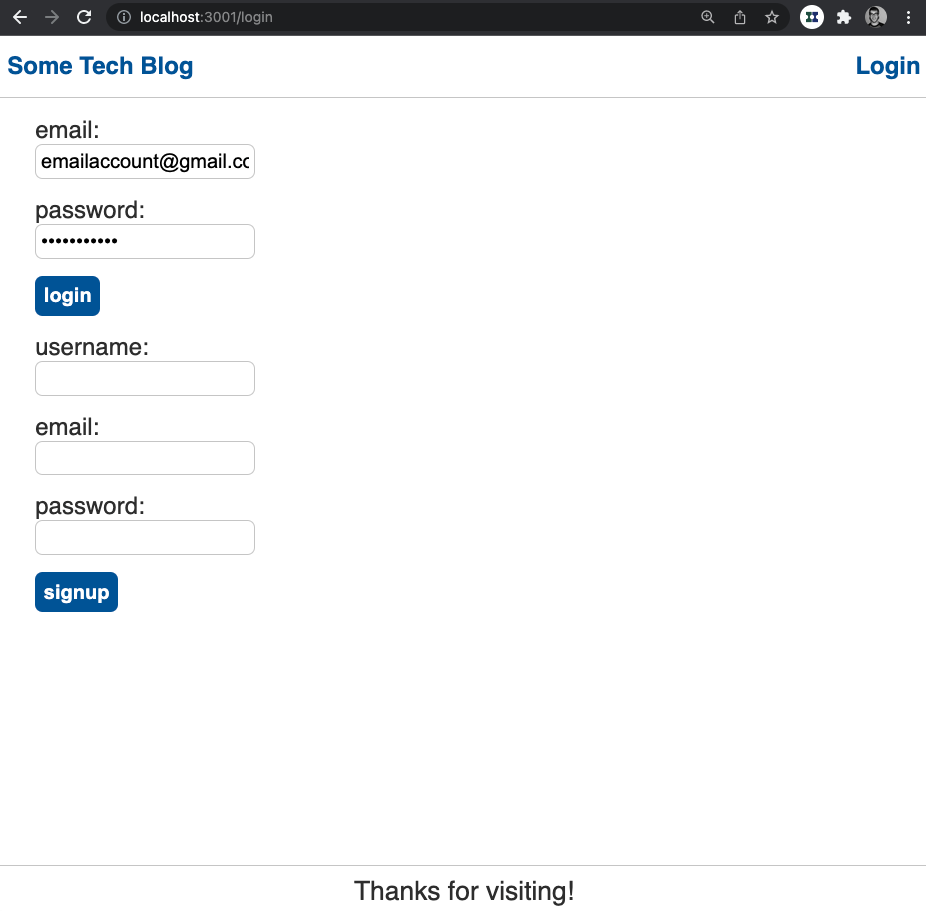 localhost:3001/login
Some Tech Blog
Login
email:
emailaccount@gmail.cc
password:
•••••••••••
login
username:
email:
password:
signup
Thanks for visiting!